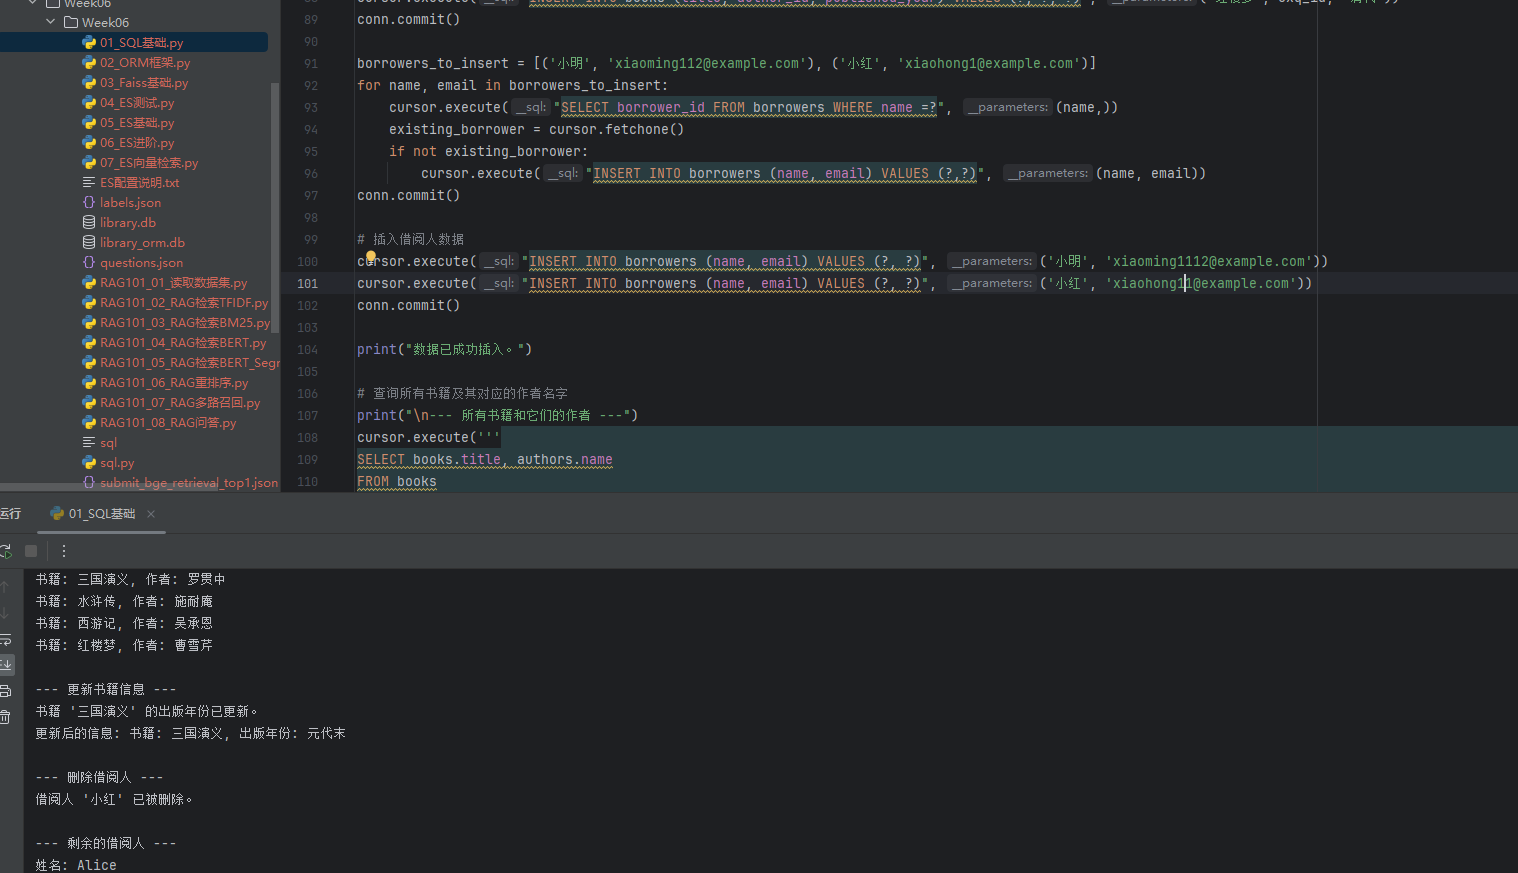 Week06
Week06
01_SQL基础.py
02_ORM框架.py
03_Faiss基础.py
04_ES测试.py
05_ES基础.py
06_ES进阶.py
07_ES向量检索.py
ES配置说明.txt
labels.json
library.db
library_orm.db
questions.json
RAG101_01_读取数据集.py
RAG101_02_RAG检索TFIDF.py
RAG101_03_RAG检索BM25.py
RAG101_04_RAG检索BERT.py
RAG101_05_RAG检索BERT_Segr
RAG101_06_RAG重排序.py
RAG101_07_RAG多路召回.py
RAG101_08_RAG问答.py
sql
sql.py
submit_bge_retrieval_top1.json
89 conn.commit()
90
91 borrowers_to_insert = [('小明', 'xiaoming112@example.com'), ('小红', 'xiaohong1@example.com')]
92 for name, email in borrowers_to_insert:
93 cursor.execute( __sql: "SELECT borrower_id FROM borrowers WHERE name =?", __parameters: (name,))
94 existing_borrower = cursor.fetchone()
95 if not existing_borrower:
96 cursor.execute( __sql: "INSERT INTO borrowers (name, email) VALUES (?,?)", __parameters: (name, email))
97 conn.commit()
98
99 # 插入借阅人数据
100 cursor.execute( __sql: "INSERT INTO borrowers (name, email) VALUES (?, ?)", __parameters: ('小明', 'xiaoming1112@example.com'))
101 cursor.execute( __sql: "INSERT INTO borrowers (name, email) VALUES (?, ?)", __parameters: ('小红', 'xiaohong11@example.com'))
102 conn.commit()
103
104 print("数据已成功插入。")
105
106 # 查询所有书籍及其对应的作者名字
107 print("\n--- 所有书籍和它们的作者 ---")
108 cursor.execute('''
109 SELECT books.title, authors.name
110 FROM books
运行 01_SQL基础 ×
书籍: 三国演义, 作者: 罗贯中
书籍: 水浒传, 作者: 施耐庵
书籍: 西游记, 作者: 吴承恩
书籍: 红楼梦, 作者: 曹雪芹
--- 更新书籍信息 ---
书籍 '三国演义' 的出版年份已更新。
更新后的信息: 书籍: 三国演义, 出版年份: 元代末
--- 删除借阅人 ---
借阅人 '小红' 已被删除。
--- 剩余的借阅人 ---
姓名: Alice